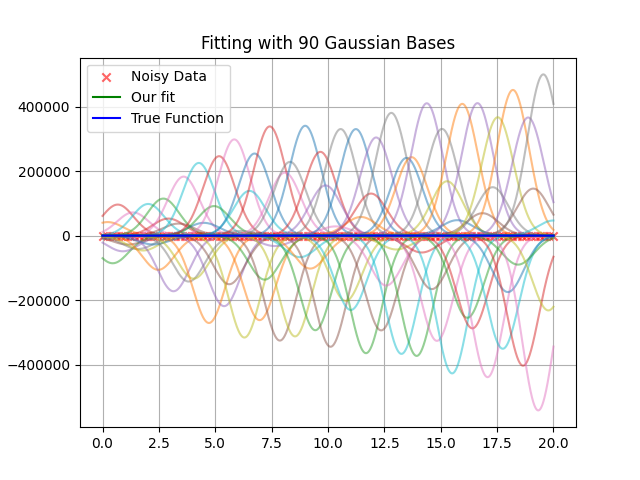 Fitting with 90 Gaussian Bases
Noisy Data
Our fit
True Function
400000
200000
0
−200000
−400000
0.0 2.5 5.0 7.5 10.0 12.5 15.0 17.5 20.0